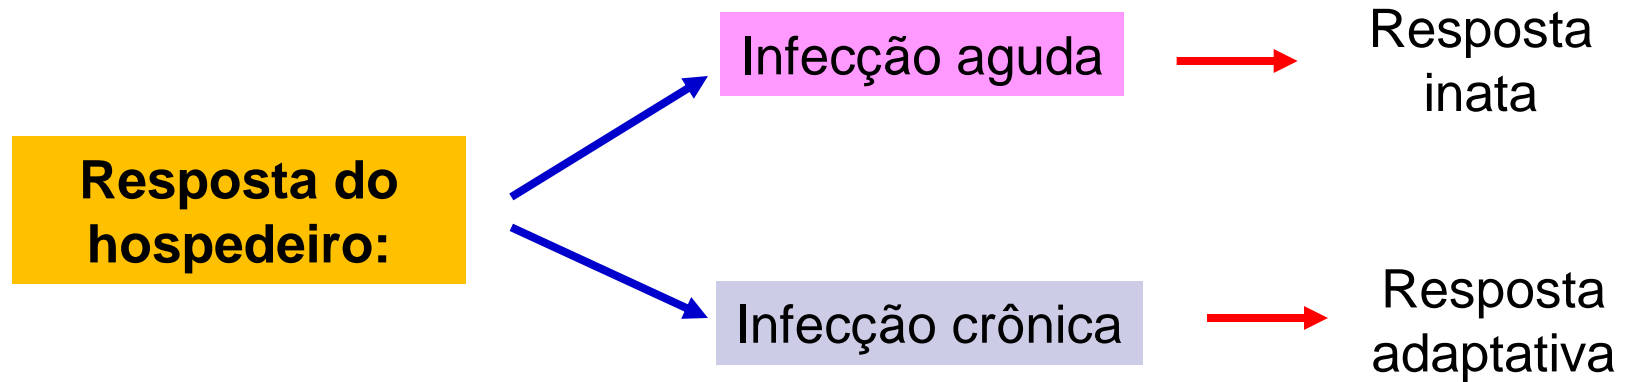 Resposta do
hospedeiro:
Infecção aguda
Resposta
inata
Infecção crônica
Resposta
adaptativa